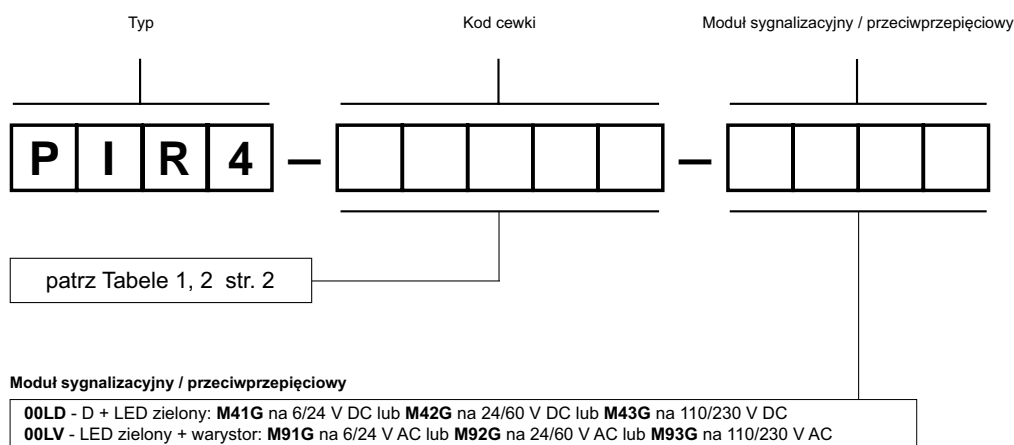 Typ Kod cewki Moduł sygnalizacyjny / przeciwprzepięciowy
P I R 4 – –
patrz Tabele 1, 2 str. 2
Moduł sygnalizacyjny / przeciwprzepięciowy
00LD - D + LED zielony: M41G na 6/24 V DC lub M42G na 24/60 V DC lub M43G na 110/230 V DC
00LV - LED zielony + warystor: M91G na 6/24 V AC lub M92G na 24/60 V AC lub M93G na 110/230 V AC